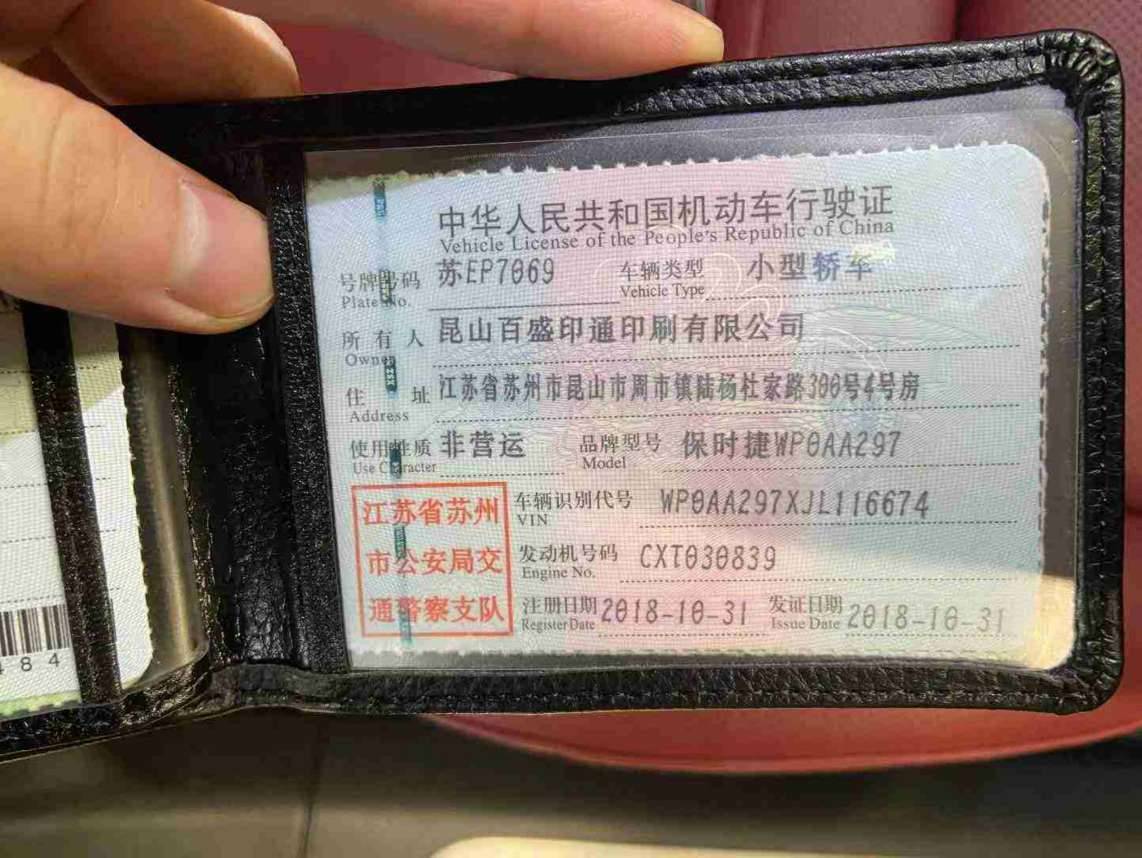 中华人民共和国机动车行驶证
Vehicle License of the People's Republic of China
号牌号码 苏EP7069 车辆类型 小型轿车
Plate No. Vehicle Type
所有人 昆山百盛印通印刷有限公司
Owner
住址 江苏省苏州市昆山市周市镇陆杨杜家路300号4号房
Address
使用性质 非营运 品牌型号 保时捷WP0AA297
Use Character Model
江苏省苏州
市公安局交
通警察支队
车辆识别代号 WP0AA297XJL116674
VIN
发动机号码 CXT030839
Engine No.
注册日期 2018-10-31 发证日期 2018-10-31
Register Date Issue Date
484